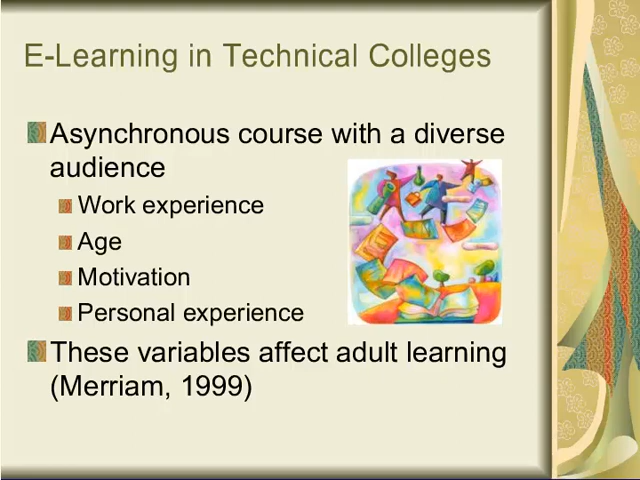 E-Learning in Technical Colleges
Asynchronous course with a diverse
audience
Work experience
Age
Motivation
Personal experience
These variables affect adult learning
(Merriam, 1999)